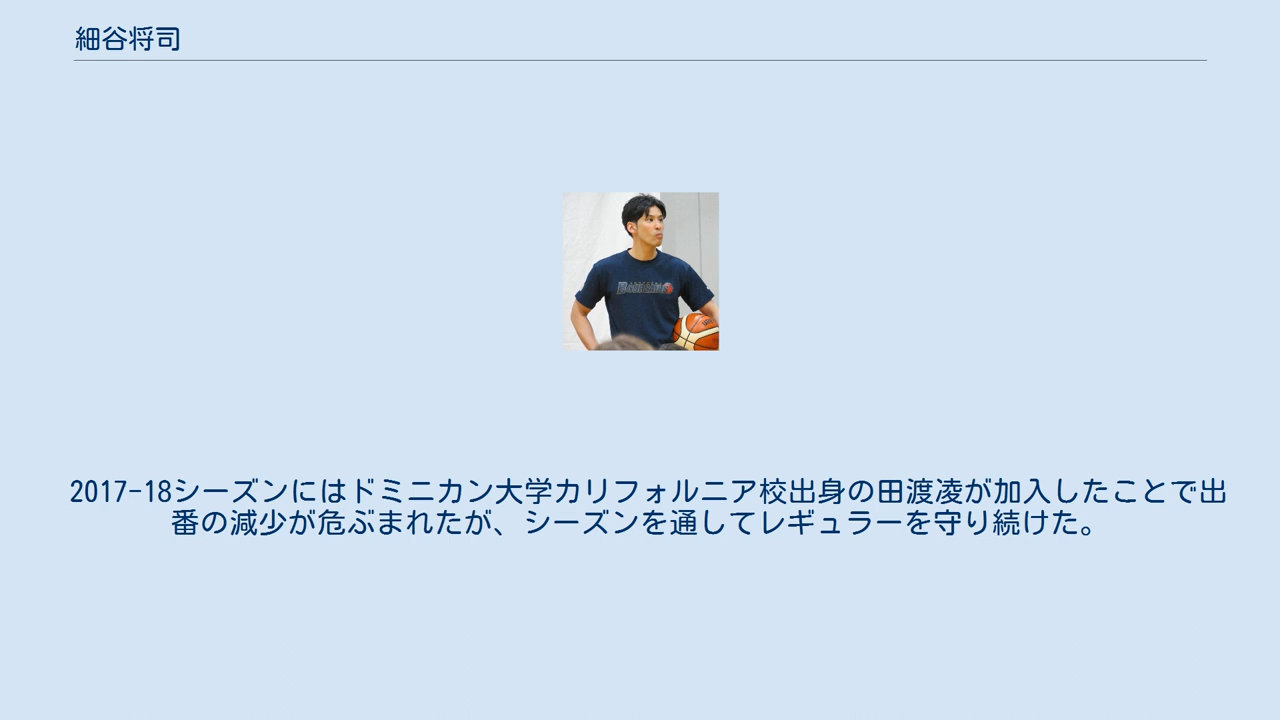 細谷将司
2017-18シーズンにはドミニカン大学カリフォルニア校出身の田渡凌が加入したことで出
番の減少が危ぶまれたが、シーズンを通してレギュラーを守り続けた。